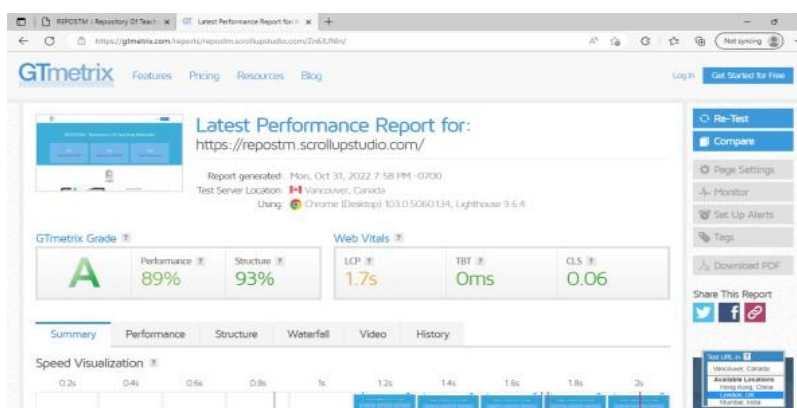 REPOSTM : Repository Of Teach
Latest Performance Report for
https://gtmetrix.com/reports/repostm.scrollupstudio.com/
Not syncing
GTmetrix
Features Pricing Resources Blog
Log In
Get Started for Free
Latest Performance Report for:
https://repostm.scrollupstudio.com/
Report generated: Mon, Oct 31, 2022 7:58 PM -0700
Test Server Location: Vancouver, Canada
Using: Chrome (Desktop) 103.0.5060.134, Lighthouse 9.6.4
Re-Test
Compare
Page Settings
Monitor
Set Up Alerts
Tags
Download PDF
Share This Report
GTmetrix Grade ?
A
Performance ? Structure ?
89% 93%
Web Vitals ?
LCP ? TBT ? CLS ?
1.7s 0ms 0.06
Summary Performance Structure Waterfall Video History
Speed Visualization ?
0.2s 0.4s 0.6s 0.8s 1s 1.2s 1.4s 1.6s 1.8s 2s
Test URL in ?
Vancouver, Canada
Available Locations
Hong Kong, China
London, UK
Mumbai, India